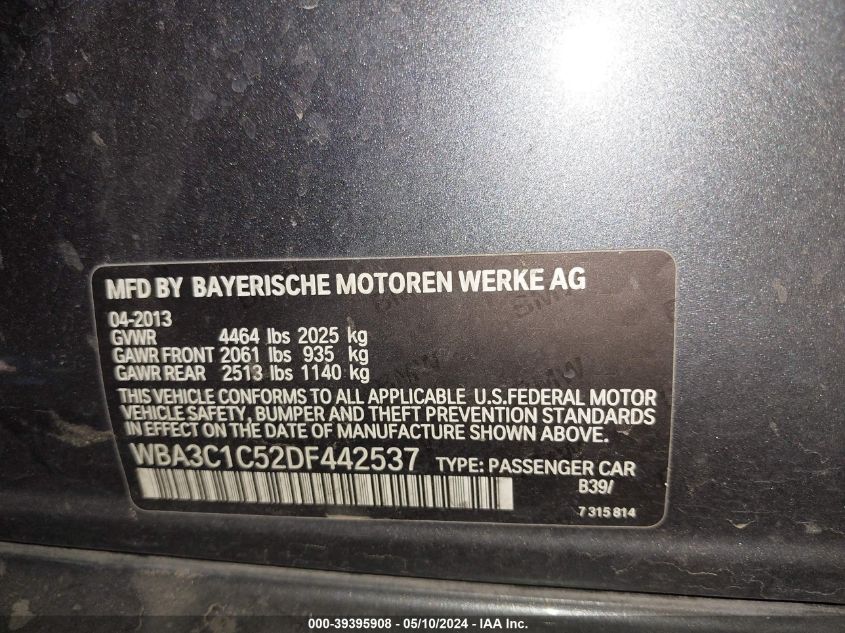 MFD BY BAYERISCHE MOTOREN WERKE AG
04-2013
GVWR 4464 lbs 2025 kg
GAWR FRONT 2061 lbs 935 kg
GAWR REAR 2513 lbs 1140 kg
THIS VEHICLE CONFORMS TO ALL APPLICABLE U.S.FEDERAL MOTOR
VEHICLE SAFETY, BUMPER AND THEFT PREVENTION STANDARDS
IN EFFECT ON THE DATE OF MANUFACTURE SHOWN ABOVE.
WBA3C1C52DF442537 TYPE: PASSENGER CAR
B39/
7 315 814
000-39395908 - 05/10/2024 - IAA Inc.